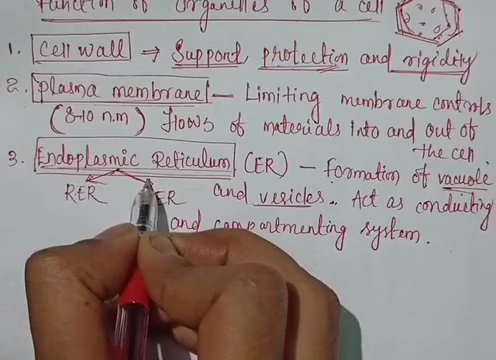 Function of Organelles of a cell
1. Cell wall → Support protection and rigidity
2. Plasma membrane - Limiting membrane controls
(8-10 n.m) flows of materials into and out of
the cell.
3. Endoplasmic Reticulum (ER) - formation of vacuole
RER ER and vesicles. Act as conducting
and compartmenting system.